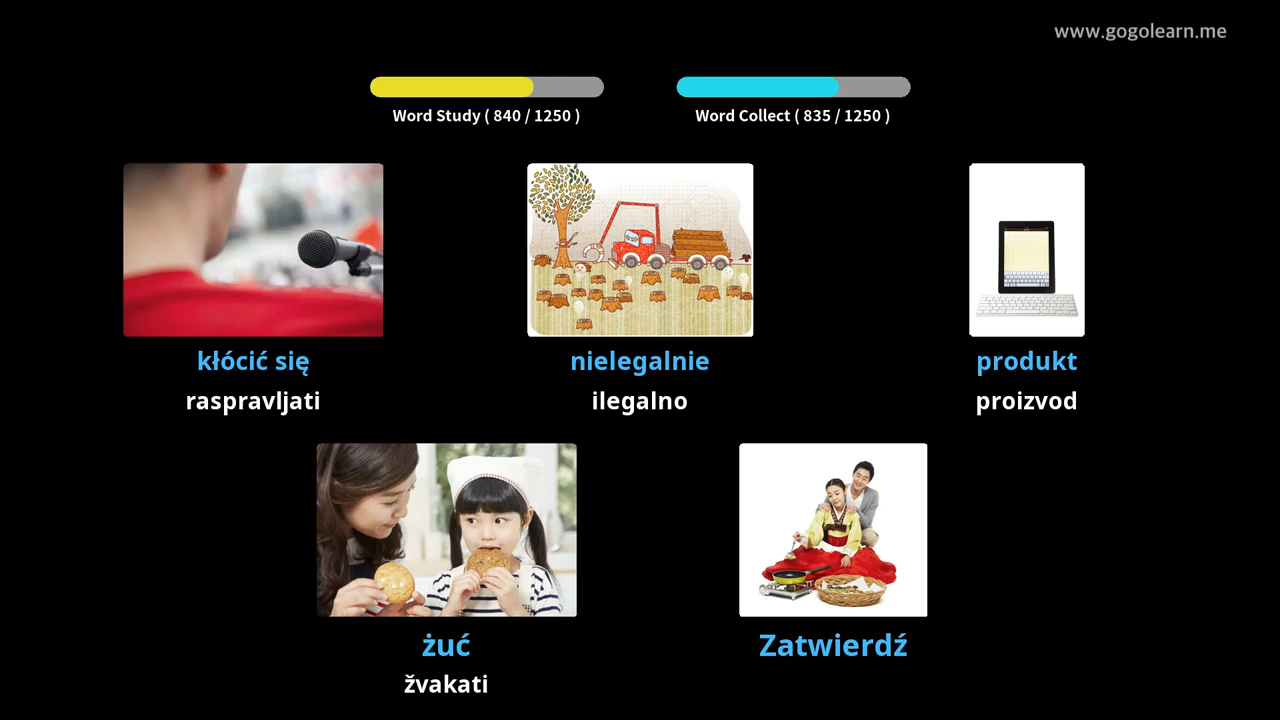 www.gogolearn.me
Word Study ( 840 / 1250 )
Word Collect ( 835 / 1250 )
kłócić się
nielegalnie
produkt
raspravljati
ilegalno
proizvod
żuć
Zatwierdź
žvakati